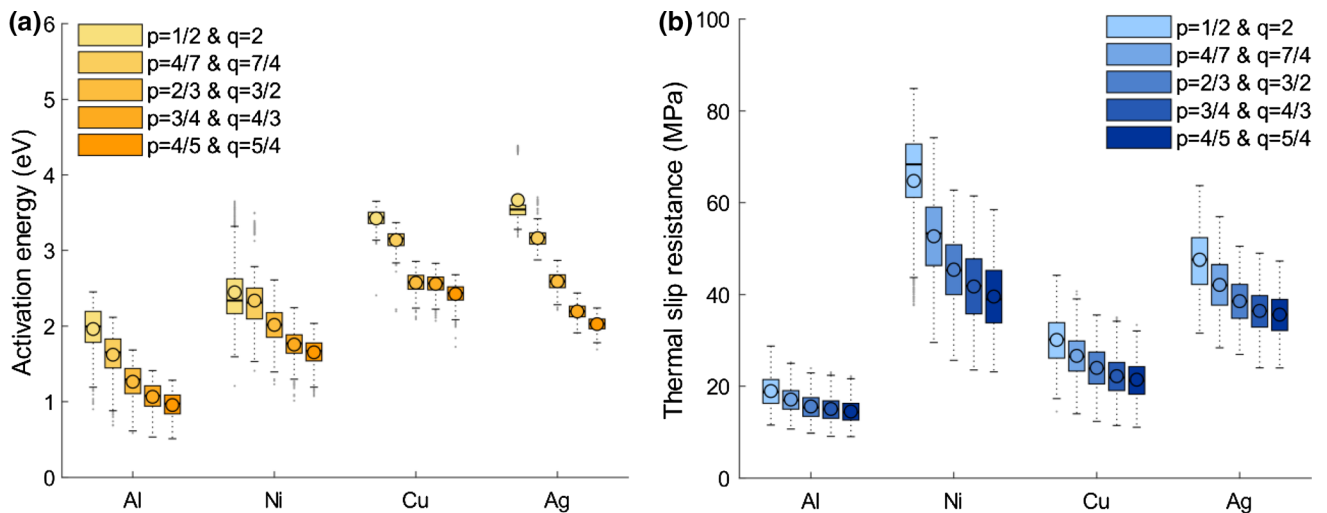 (a)
Activation energy (eV)
6
5
4
3
2
1
0
p=1/2 & q=2
p=4/7 & q=7/4
p=2/3 & q=3/2
p=3/4 & q=4/3
p=4/5 & q=5/4
Al
Ni
Cu
Ag
(b)
Thermal slip resistance (MPa)
100
80
60
40
20
0
p=1/2 & q=2
p=4/7 & q=7/4
p=2/3 & q=3/2
p=3/4 & q=4/3
p=4/5 & q=5/4
Al
Ni
Cu
Ag